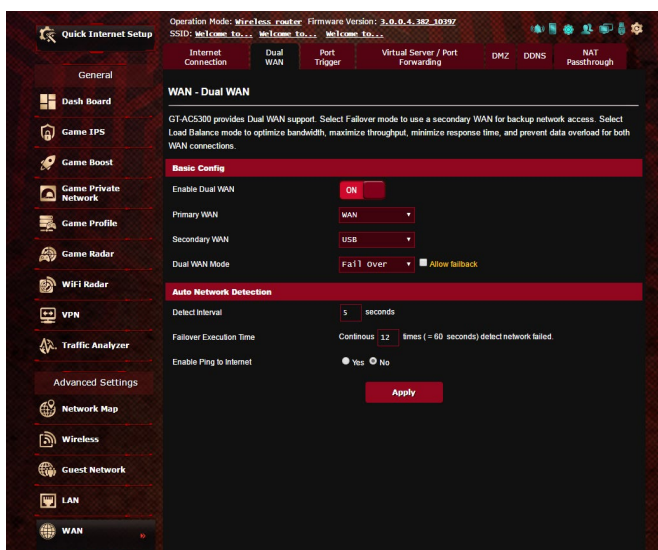 Quick Internet Setup
Operation Mode: Wireless router Firmware Version: 3.0.0.4.382_10397
SSID: Welcome to... Welcome to... Welcome to...
Internet Connection
Dual WAN
Port Trigger
Virtual Server / Port Forwarding
DMZ
DDNS
NAT Passthrough
General
Dash Board
Game IPS
Game Boost
Game Private
Network
Game Profile
Game Radar
WiFi Radar
VPN
Traffic Analyzer
Advanced Settings
Network Map
Wireless
Guest Network
LAN
WAN
WAN - Dual WAN
GT-AC5300 provides Dual WAN support. Select Failover mode to use a secondary WAN for backup network access. Select
Load Balance mode to optimize bandwidth, maximize throughput, minimize response time, and prevent data overload for both
WAN connections.
Basic Config
Enable Dual WAN ON
Primary WAN WAN
Secondary WAN USB
Dual WAN Mode Fail Over Allow failback
Auto Network Detection
Detect Interval 5 seconds
Failover Execution Time Continous 12 times ( = 60 seconds) detect network failed.
Enable Ping to Internet Yes No
Apply